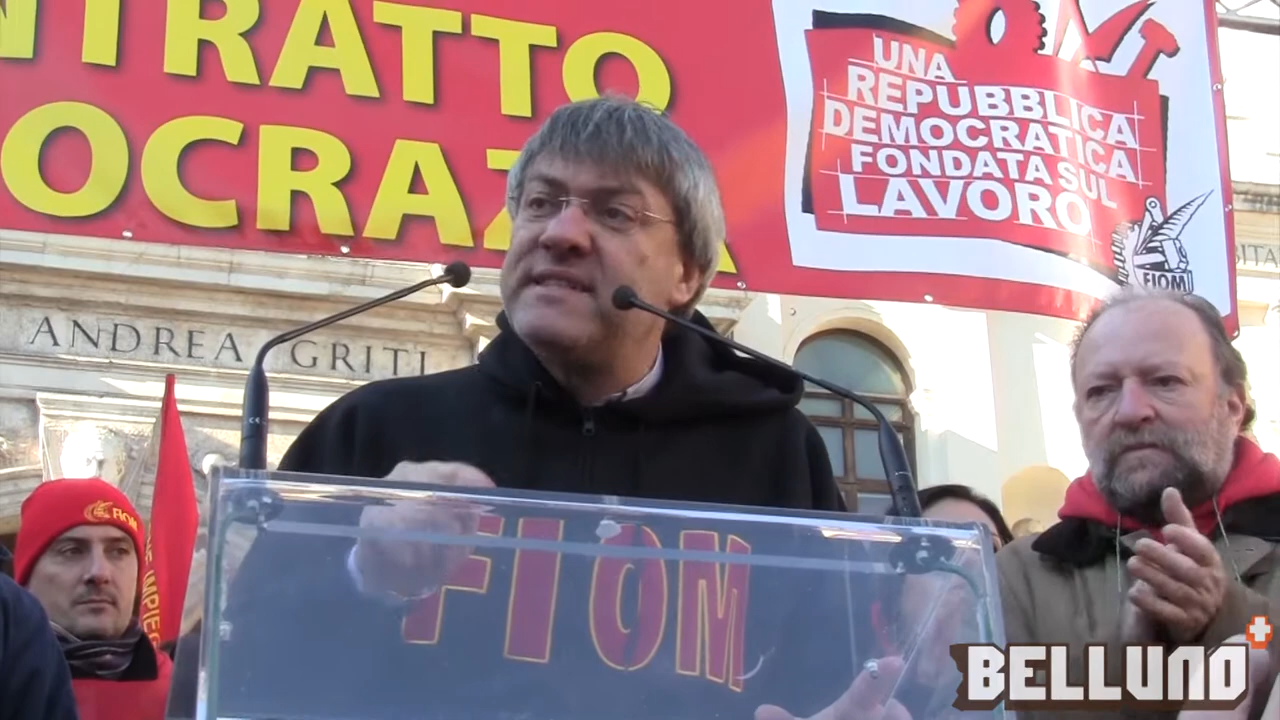 NTRATTO
OCRAZ A
UNA
REPUBBLICA
DEMOCRATICA
FONDATA SUL
LAVORO
FIOM
ANDREA GRITI
FIOM
FIOM
BELLUNO